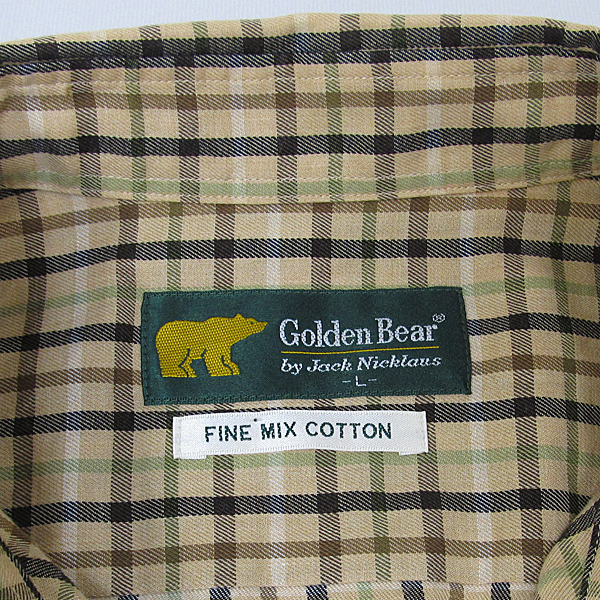 Golden Bear®
by Jack Nicklaus
-L-
FINE MIX COTTON